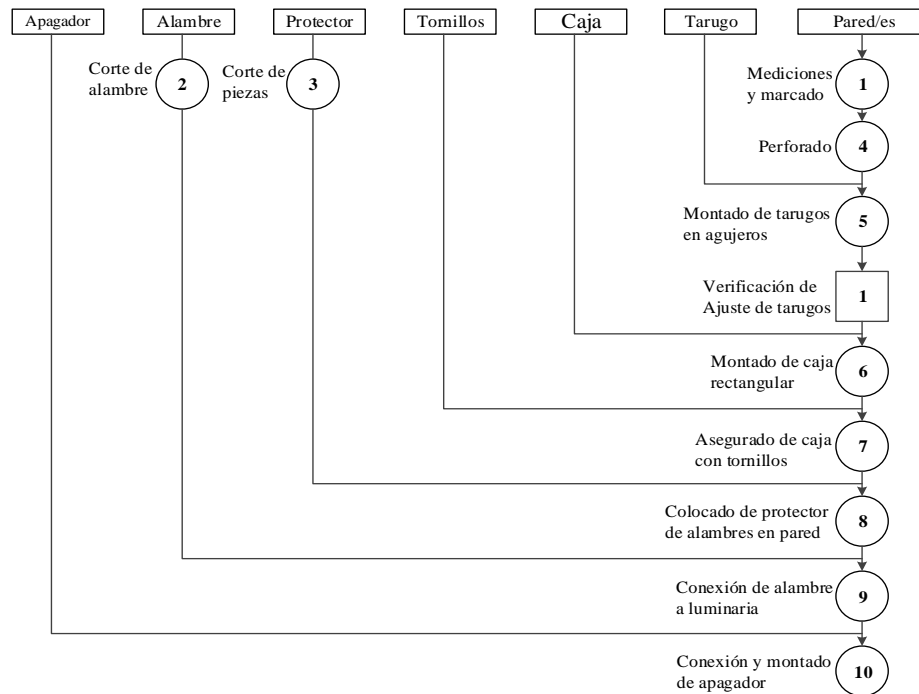 Apagador
Alambre
Protector
Tornillos
Caja
Tarugo
Pared/es
Corte de
alambre
2
Corte de
piezas
3
Mediciones
y marcado
1
Perforado
4
Montado de tarugos
en agujeros
5
Verificación de
Ajuste de tarugos
1
Montado de caja
rectangular
6
Asegurado de caja
con tornillos
7
Colocado de protector
de alambres en pared
8
Conexión de alambre
a luminaria
9
Conexión y montado
de apagador
10